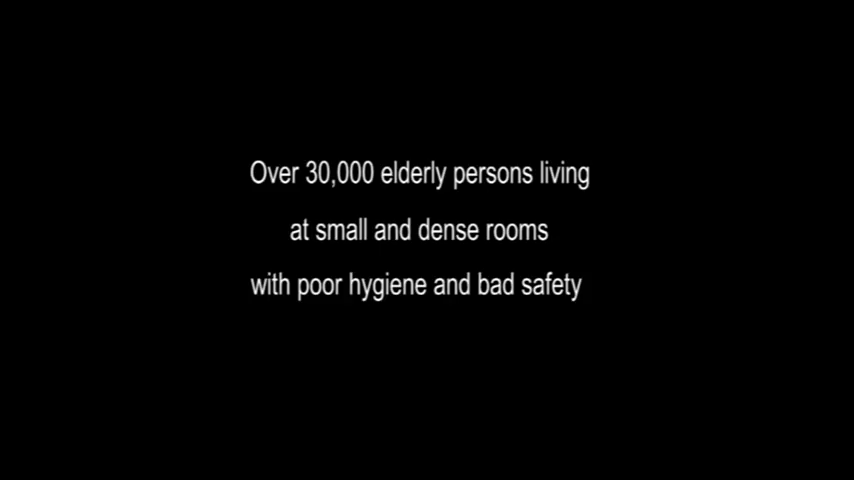 Over 30,000 elderly persons living
at small and dense rooms
with poor hygiene and bad safety